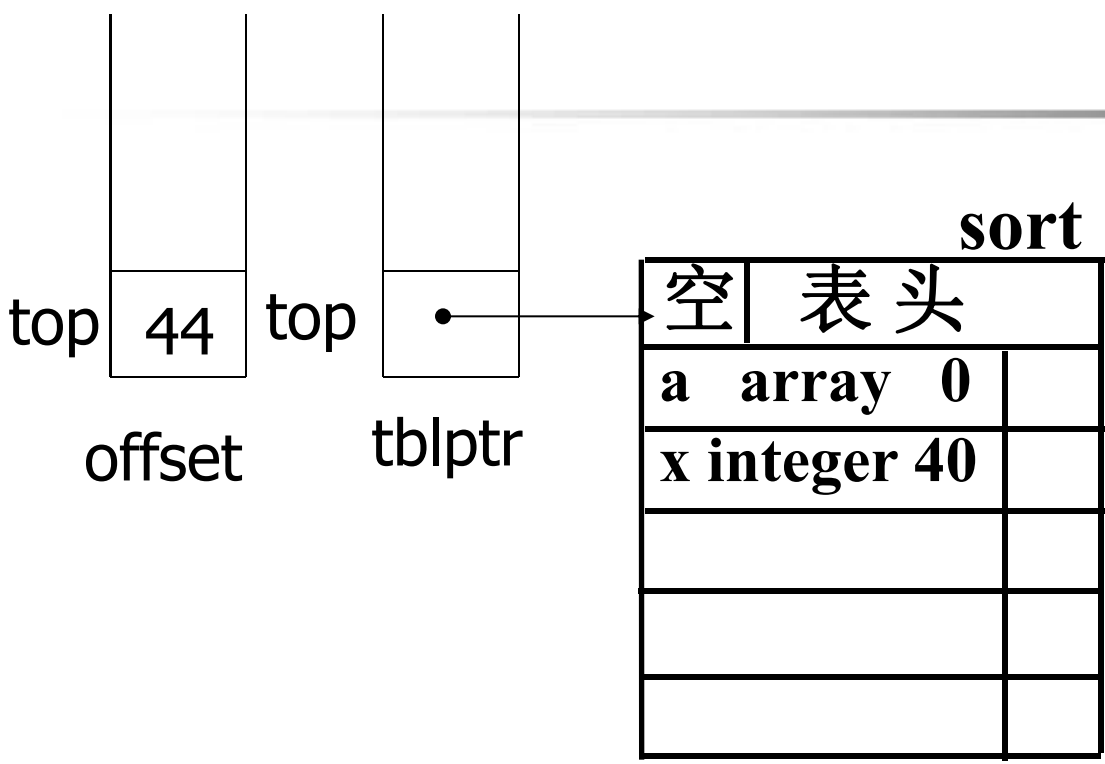 sort
空 表 头
top 44 top
a array 0
offset tblptr
x integer 40